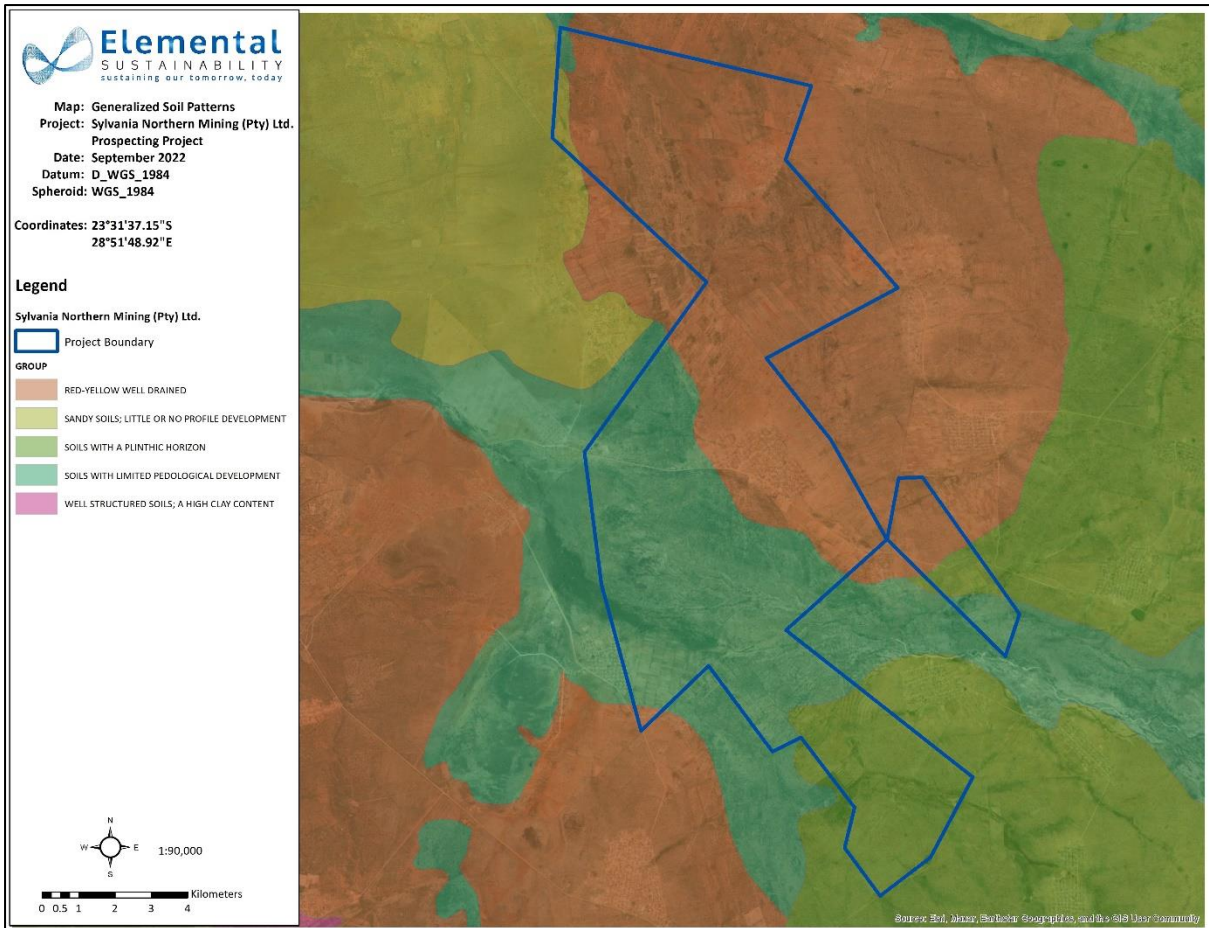 Elemental
SUSTAINABILITY
sustaining our tomorrow, today
Map: Generalized Soil Patterns
Project: Sylvania Northern Mining (Pty) Ltd.
Prospecting Project
Date: September 2022
Datum: D_WGS_1984
Spheroid: WGS_1984
Coordinates: 23°31'37.15"S
28°51'48.92"E
Legend
Sylvania Northern Mining (Pty) Ltd.
Project Boundary
GROUP
RED-YELLOW WELL DRAINED
SANDY SOILS; LITTLE OR NO PROFILE DEVELOPMENT
SOILS WITH A PLINTHIC HORIZON
SOILS WITH LIMITED PEDOLOGICAL DEVELOPMENT
WELL STRUCTURED SOILS; A HIGH CLAY CONTENT
N
W E
S
1:90,000
Kilometers
0 0.5 1 2 3 4
Source: Esri, Maxar, Earthstar Geographics, and the GIS User Community